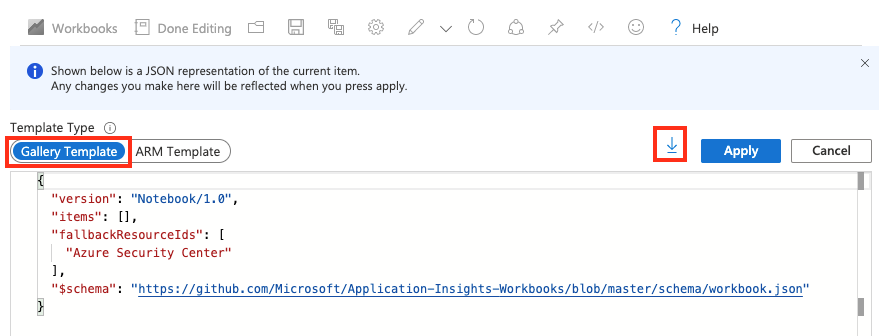 Workbooks Done Editing </> ? Help
Shown below is a JSON representation of the current item.
Any changes you make here will be reflected when you press apply.
Template Type
Gallery Template ARM Template Apply Cancel
{
"version": "Notebook/1.0",
"items": [],
"fallbackResourceIds": [
"Azure Security Center"
],
"$schema": "https://github.com/Microsoft/Application-Insights-Workbooks/blob/master/schema/workbook.json"
}